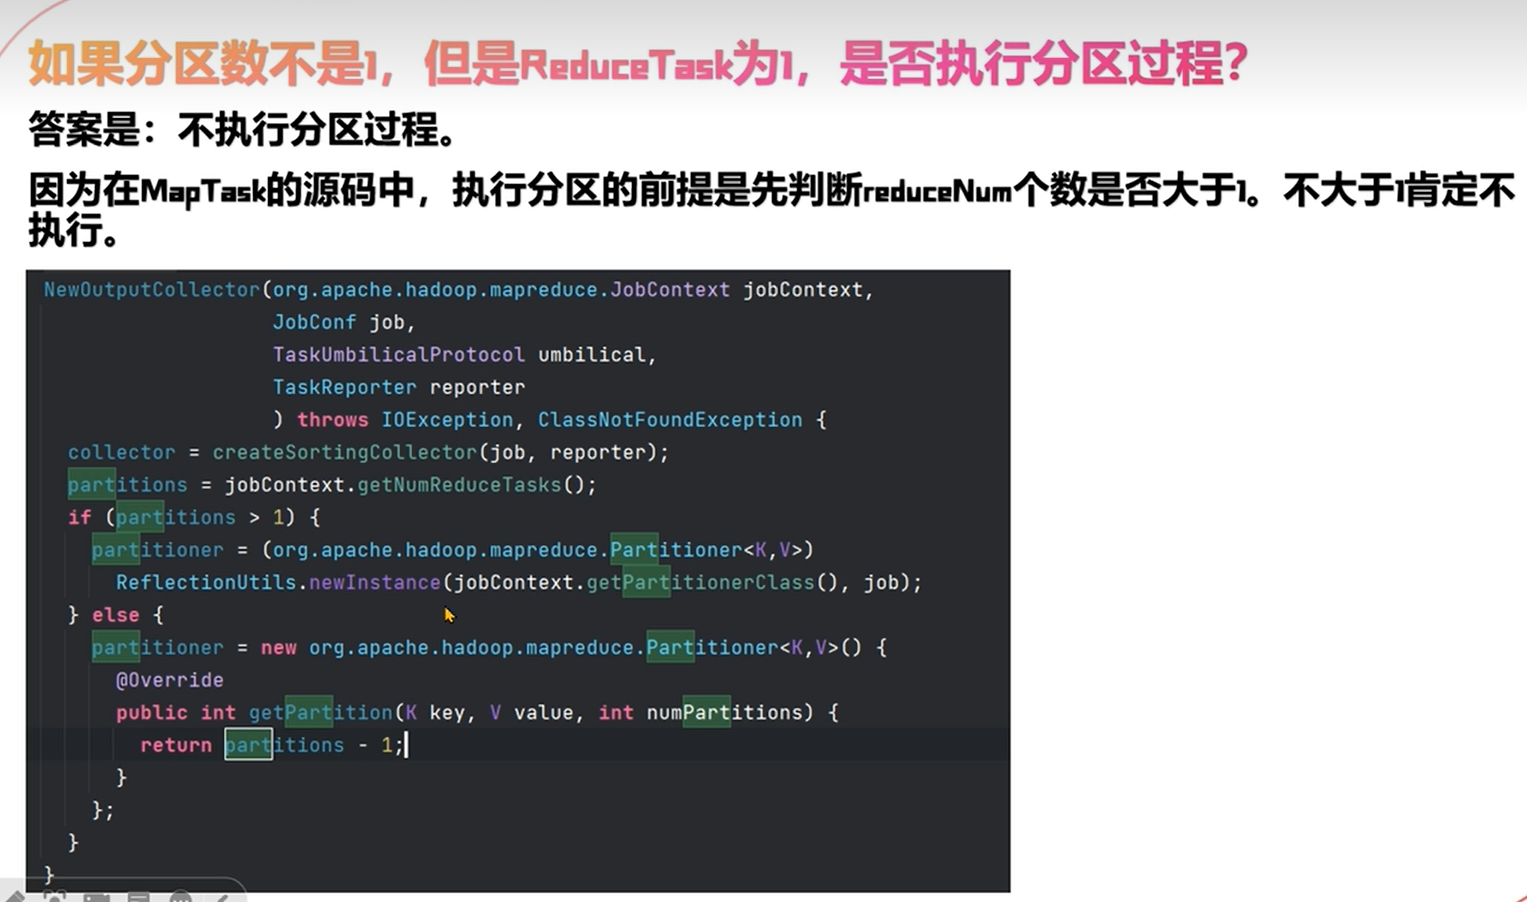 如果分区数不是1，但是ReduceTask为1，是否执行分区过程？
答案是：不执行分区过程。
因为在MapTask的源码中，执行分区的前提是先判断reduceNum个数是否大于1。不大于1肯定不
执行。
NewOutputCollector(org.apache.hadoop.mapreduce.JobContext jobContext,
JobConf job,
TaskUmbilicalProtocol umbilical,
TaskReporter reporter
) throws IOException, ClassNotFoundException {
collector = createSortingCollector(job, reporter);
partitions = jobContext.getNumReduceTasks();
if (partitions > 1) {
partitioner = (org.apache.hadoop.mapreduce.Partitioner<K,V>)
ReflectionUtils.newInstance(jobContext.getPartitionerClass(), job);
} else {
partitioner = new org.apache.hadoop.mapreduce.Partitioner<K,V>() {
@Override
public int getPartition(K key, V value, int numPartitions) {
return partitions - 1;
}
};
}
}